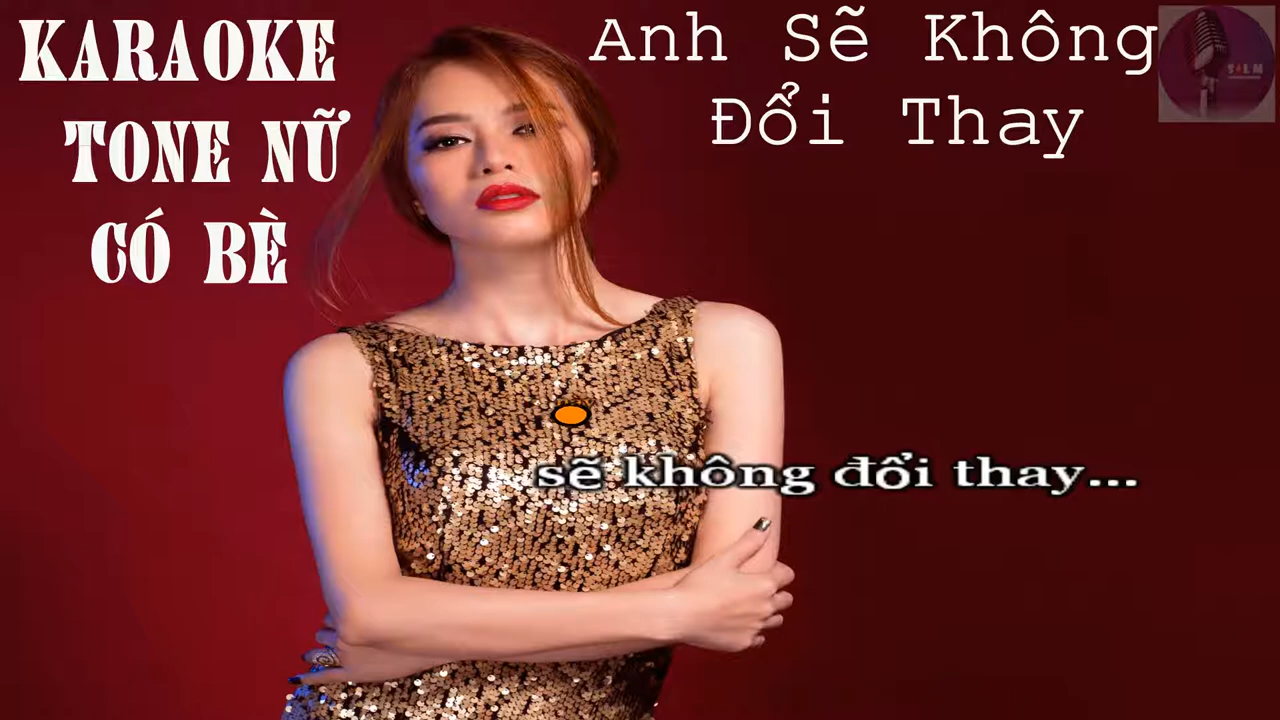 KARAOKE
TONE NỮ
CÓ BÈ
Anh Sẽ Không
Đổi Thay
sẽ không đổi thay...